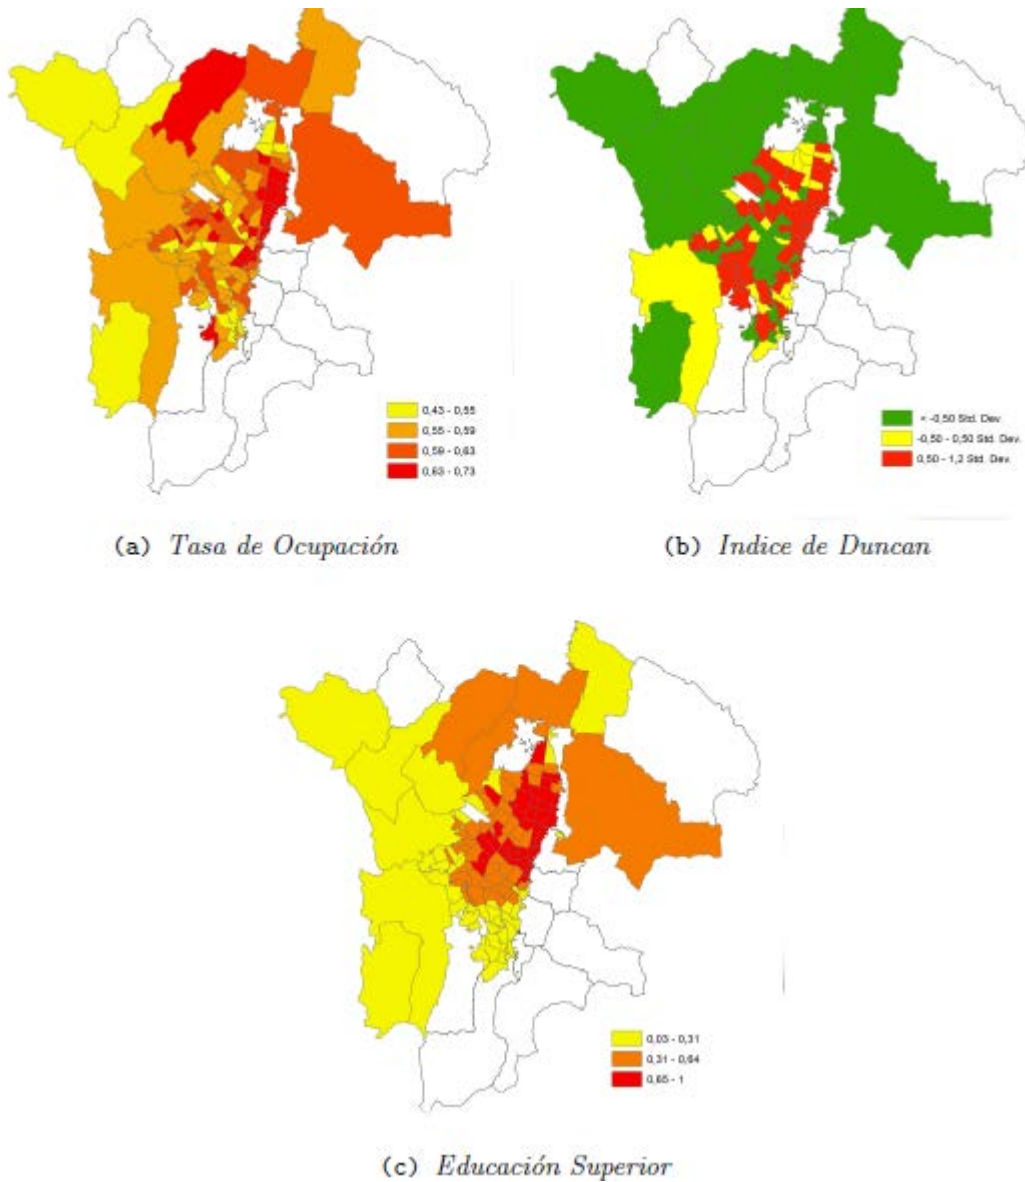 0,43 - 0,55
0,55 - 0,59
0,59 - 0,63
0,63 - 0,73
< -0,50 Std. Dev.
-0,50 - 0,50 Std. Dev.
0,50 - 1,2 Std. Dev.
(a) Tasa de Ocupación
(b) Indice de Duncan
0,03 - 0,31
0,31 - 0,64
0,65 - 1
(c) Educación Superior